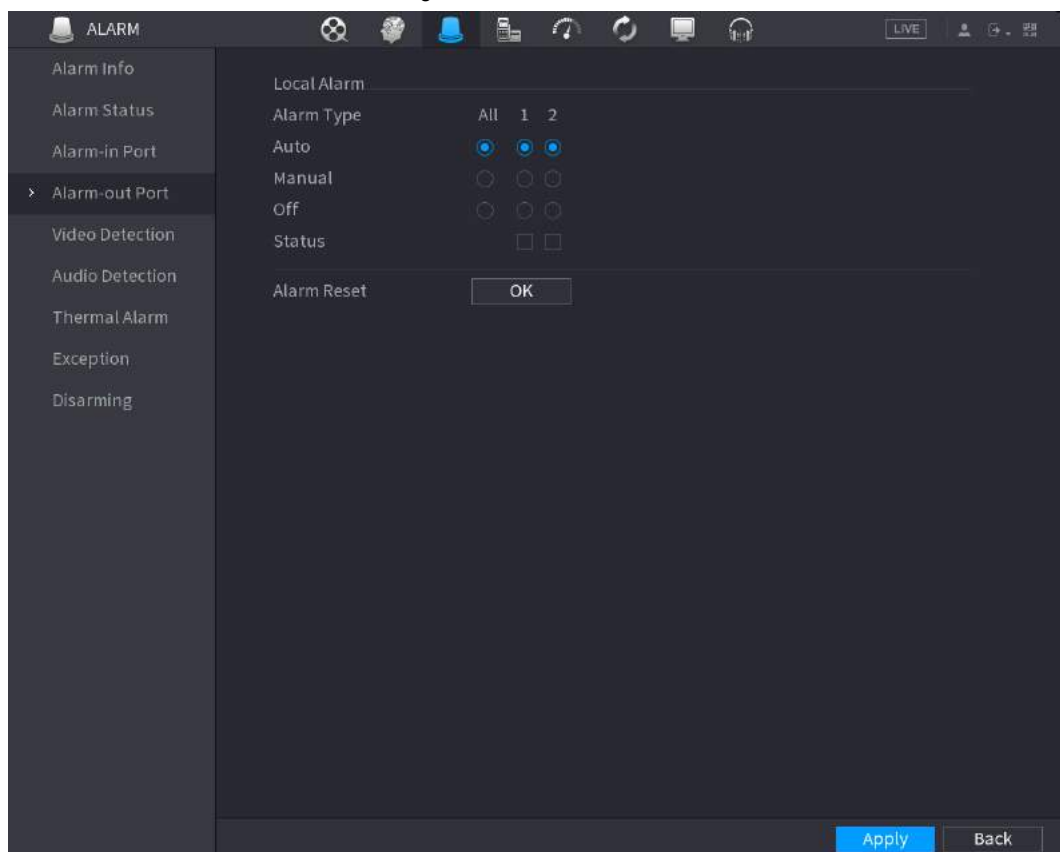 ALARM
LIVE
Alarm Info
Alarm Status
Alarm-in Port
Alarm-out Port
Video Detection
Audio Detection
Thermal Alarm
Exception
Disarming
Local Alarm
Alarm Type All 1 2
Auto
Manual
Off
Status
Alarm Reset OK
Apply Back